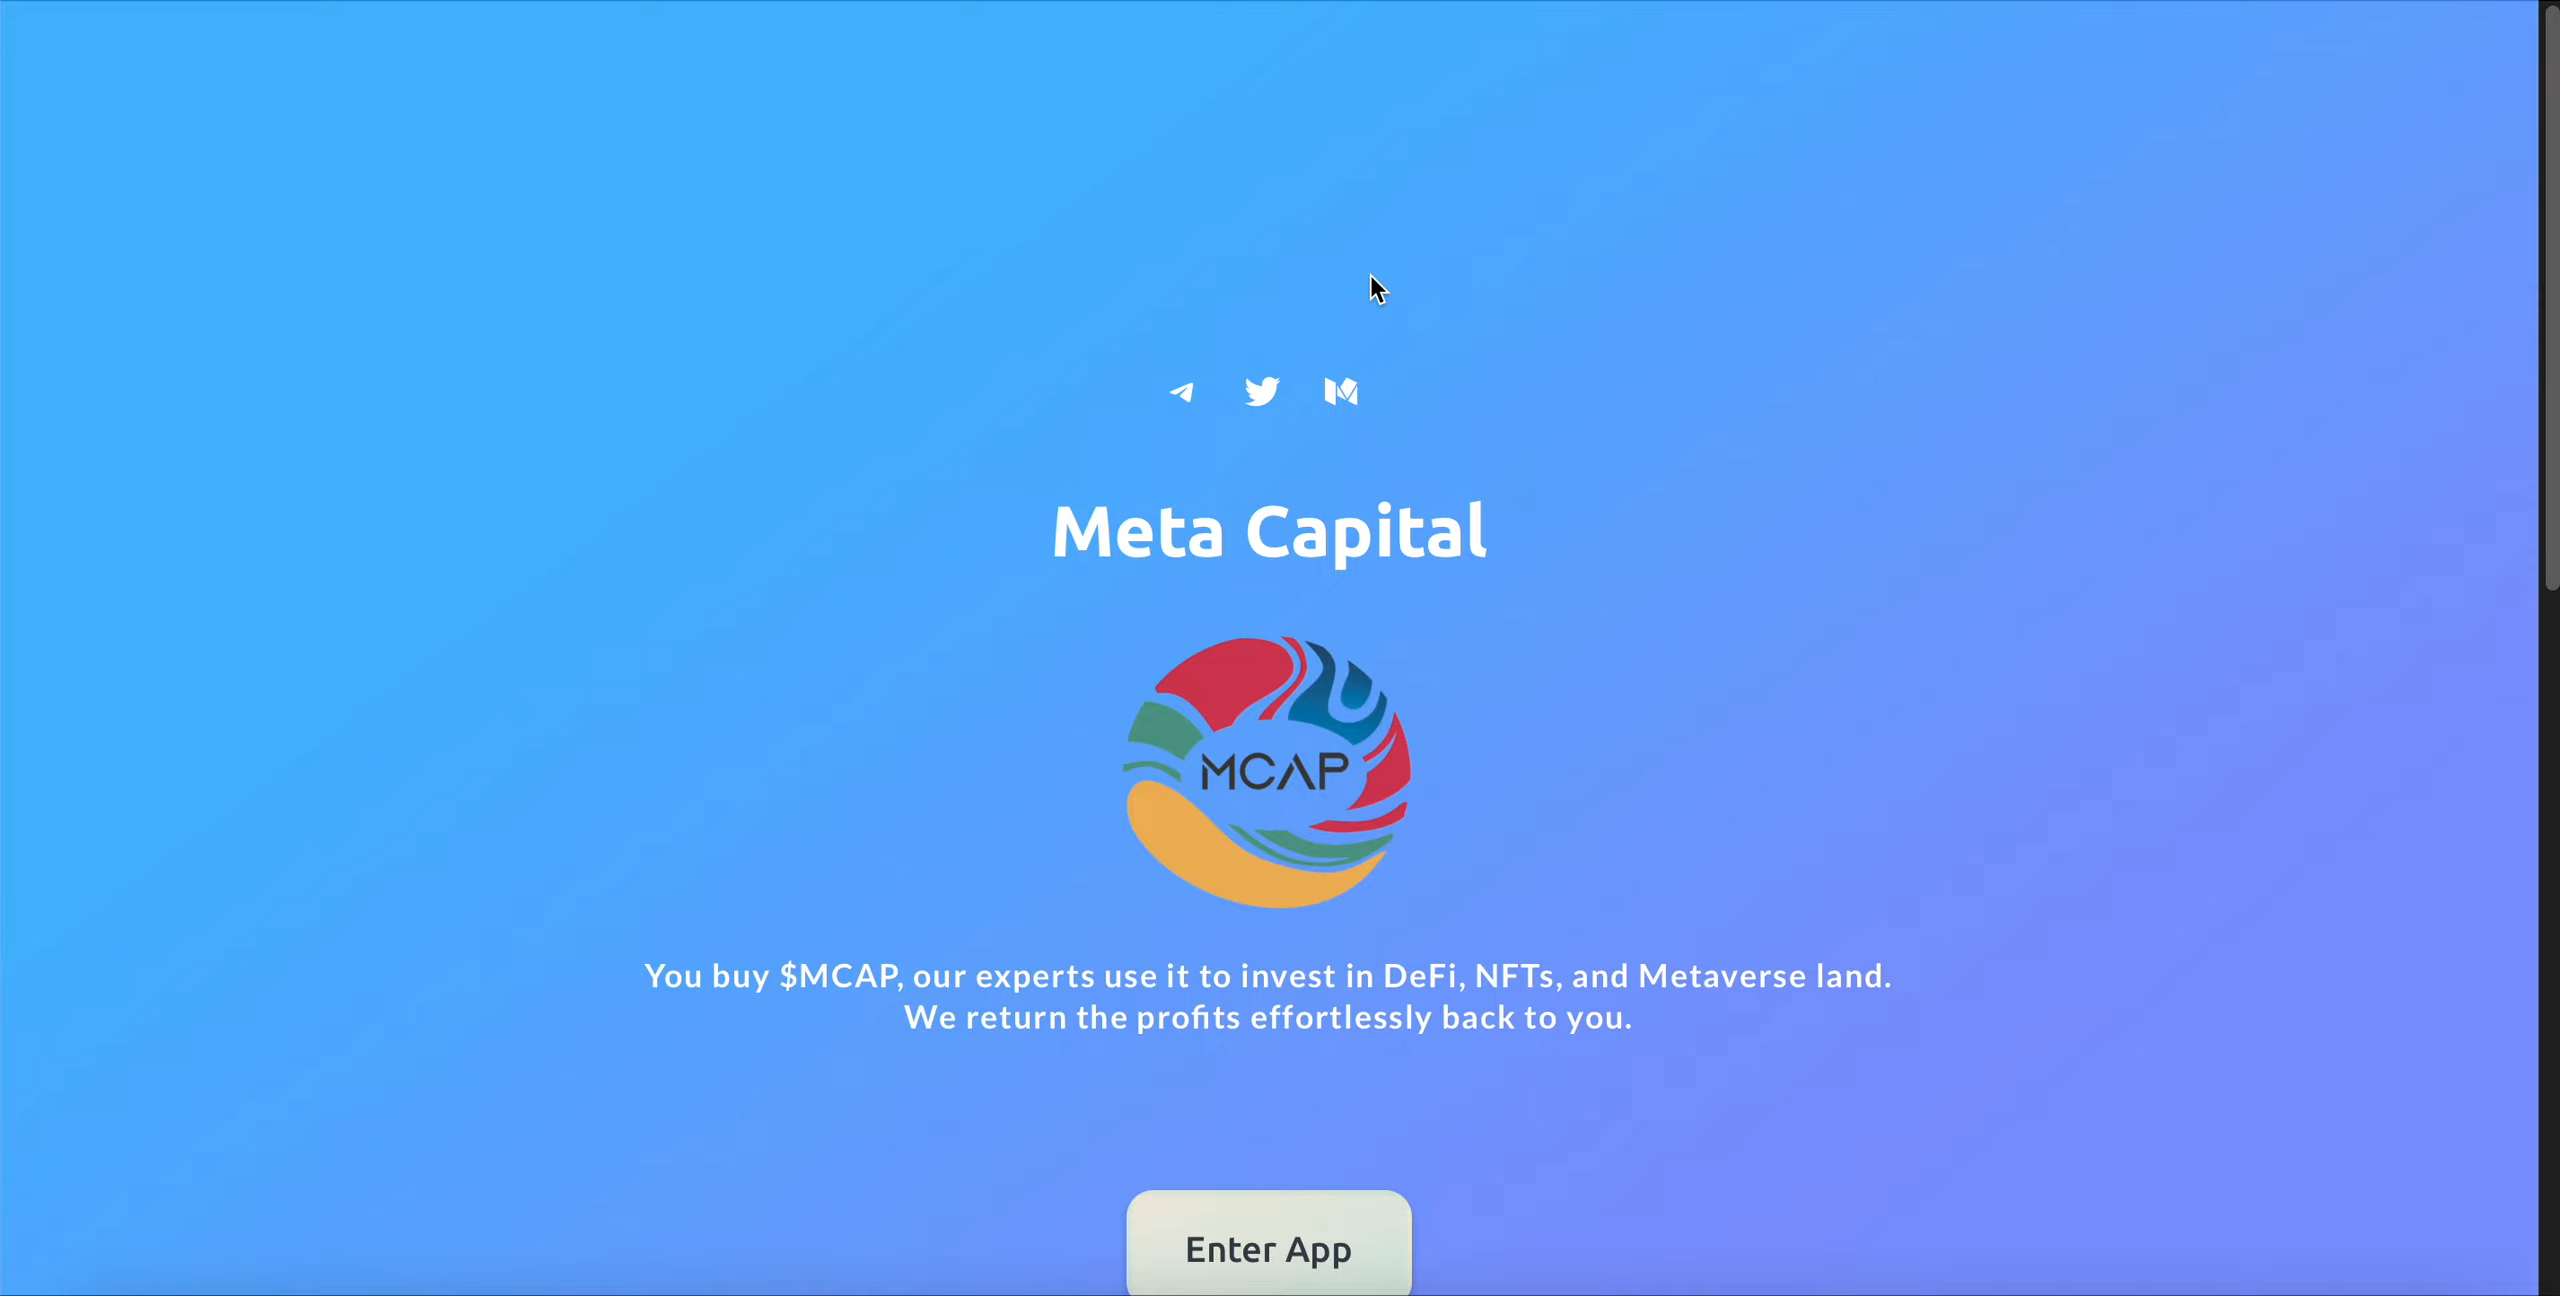 Meta Capital
MCAP
You buy $MCAP, our experts use it to invest in DeFi, NFTs, and Metaverse land.
We return the profits effortlessly back to you.
Enter App